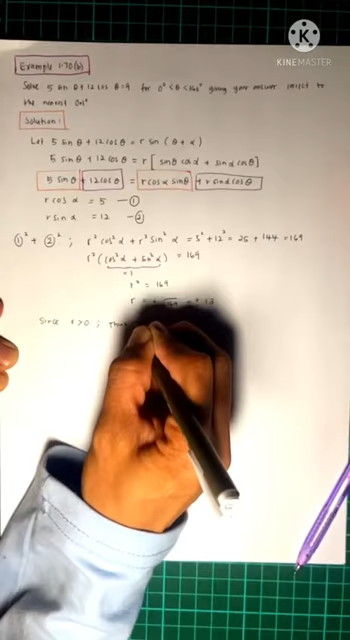 KINEMASTER
Example 1.70 (b)
Solve 5 sin θ + 12 cos θ = 4 for 0° < θ < 360° giving your answer correct to
the nearest 0.1°
Solution :
Let 5 sin θ + 12 cos θ = r sin (θ + α)
5 sin θ + 12 cos θ = r [ sin θ cos α + sin α cos θ ]
5 sin θ + 12 cos θ = r cos α sin θ + r sin α cos θ
r cos α = 5 — ①
r sin α = 12 — ②
①² + ②² ; r² cos² α + r² sin² α = 5² + 12² = 25 + 144 = 169
r² (cos² α + sin² α) = 169
= 1
r² = 169
r =
Since r > 0 ;